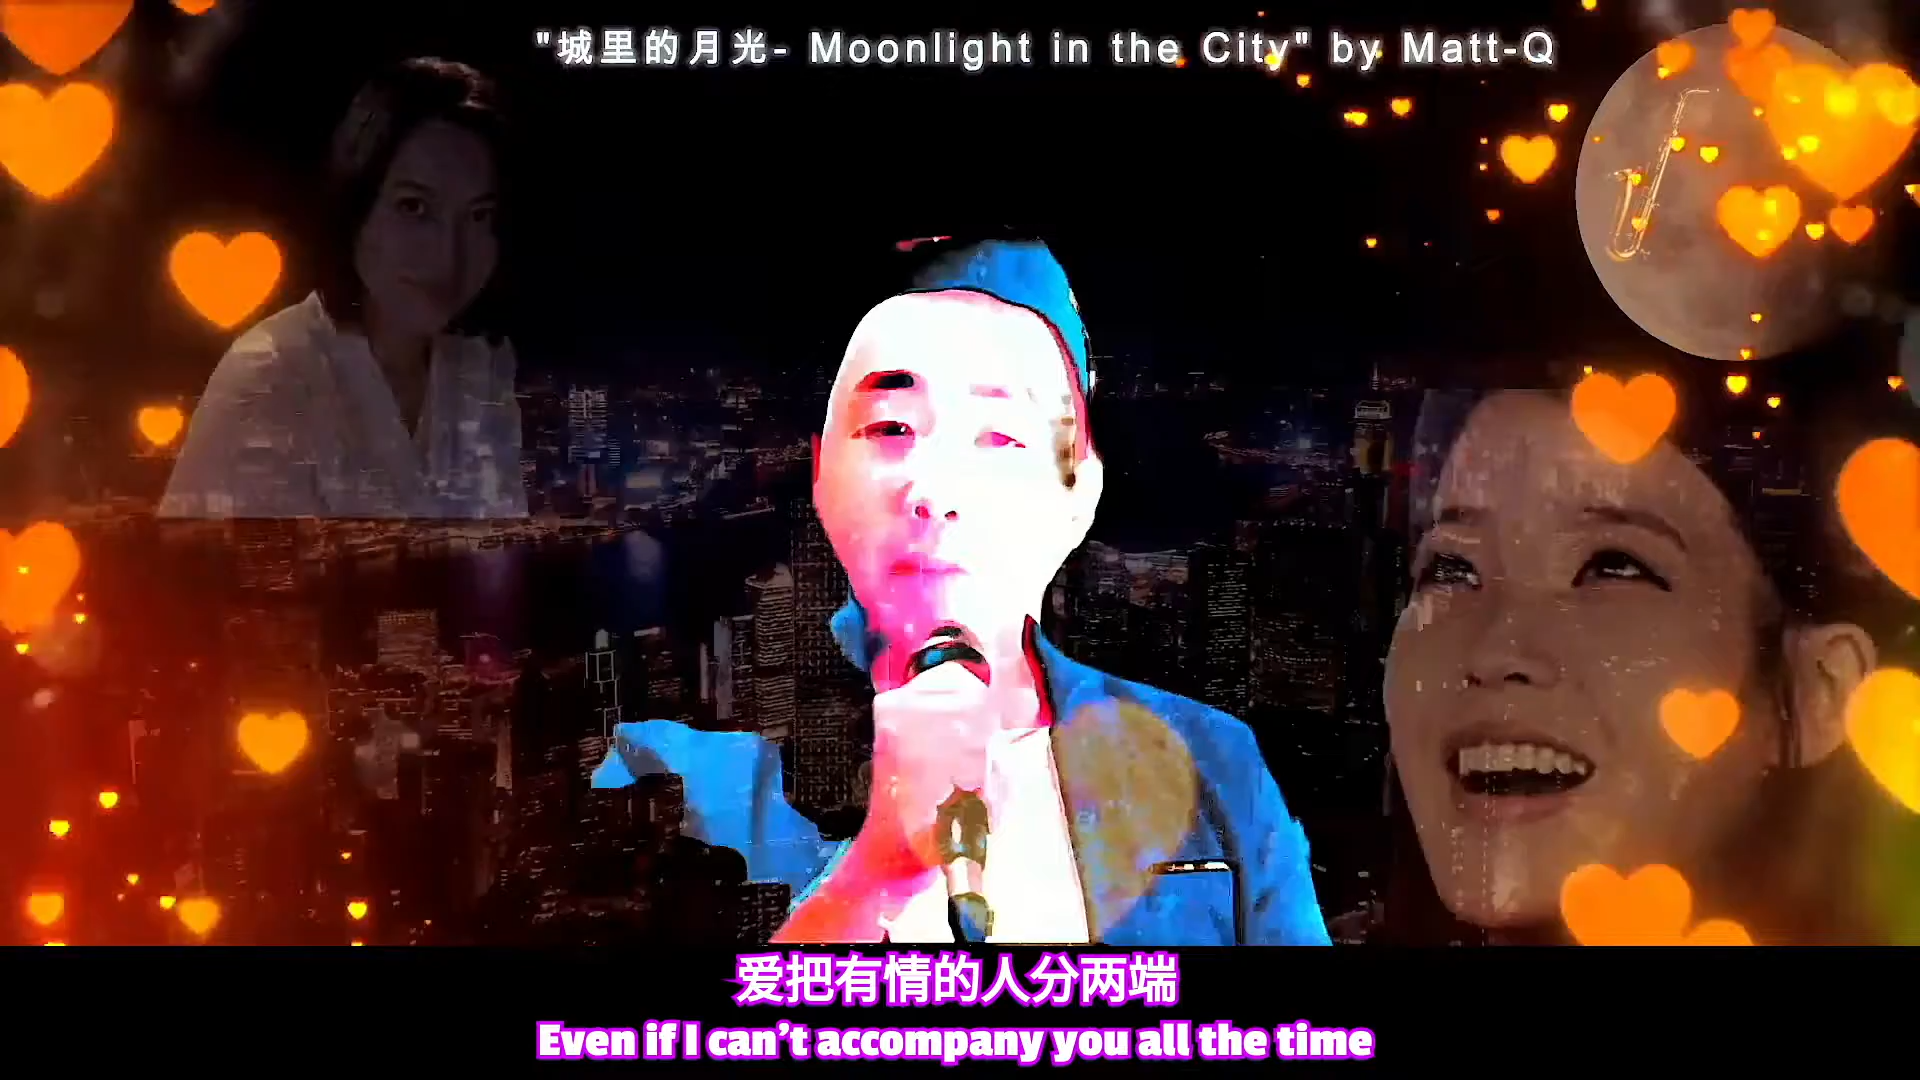 "城里的月光- Moonlight in the City" by Matt-Q
爱把有情的人分两端
Even if I can't accompany you all the time